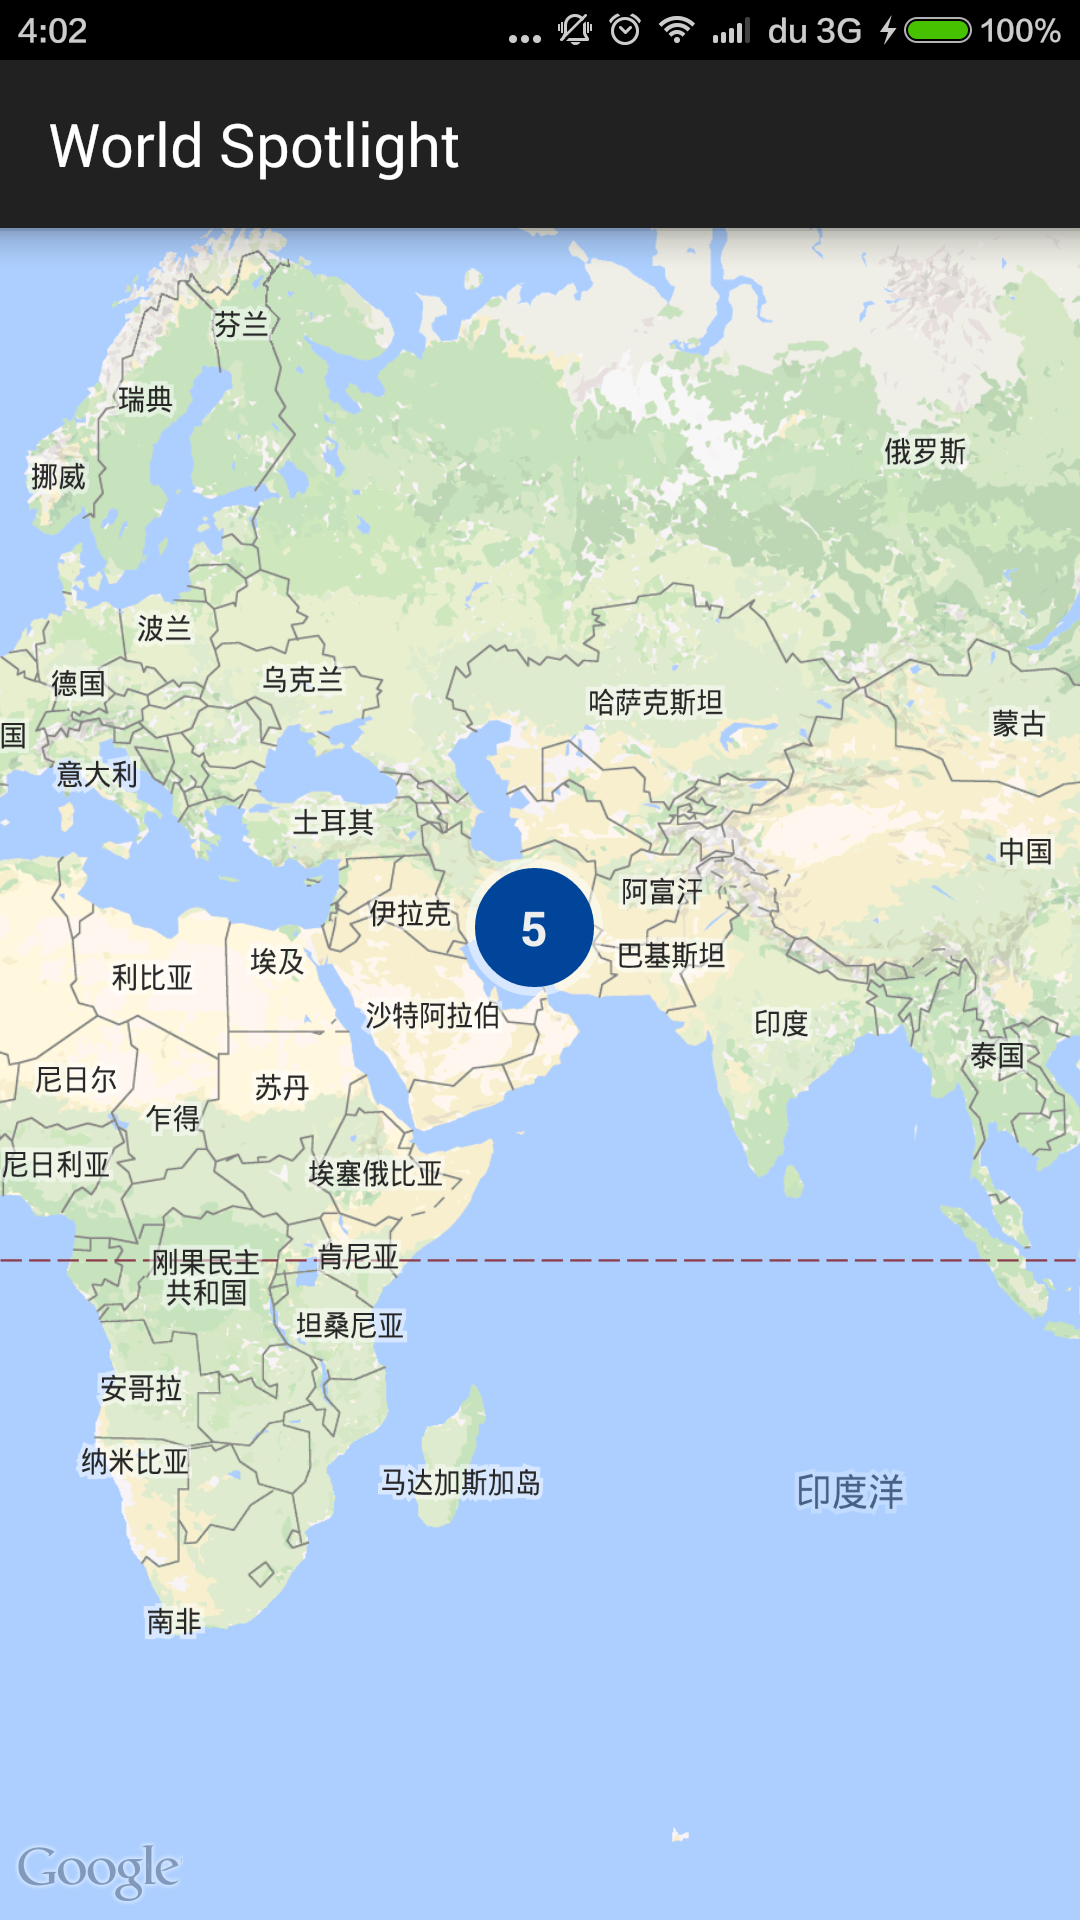 4:02 ... du 3G 100%
World Spotlight
芬兰
瑞典
俄罗斯
挪威
波兰
乌克兰
德国
哈萨克斯坦
蒙古
国
意大利
土耳其
中国
阿富汗
伊拉克
5
巴基斯坦
埃及
利比亚
沙特阿拉伯
印度
泰国
尼日尔
苏丹
乍得
尼日利亚
埃塞俄比亚
肯尼亚
刚果民主
共和国
坦桑尼亚
安哥拉
纳米比亚
马达加斯加岛
印度洋
南非
Google